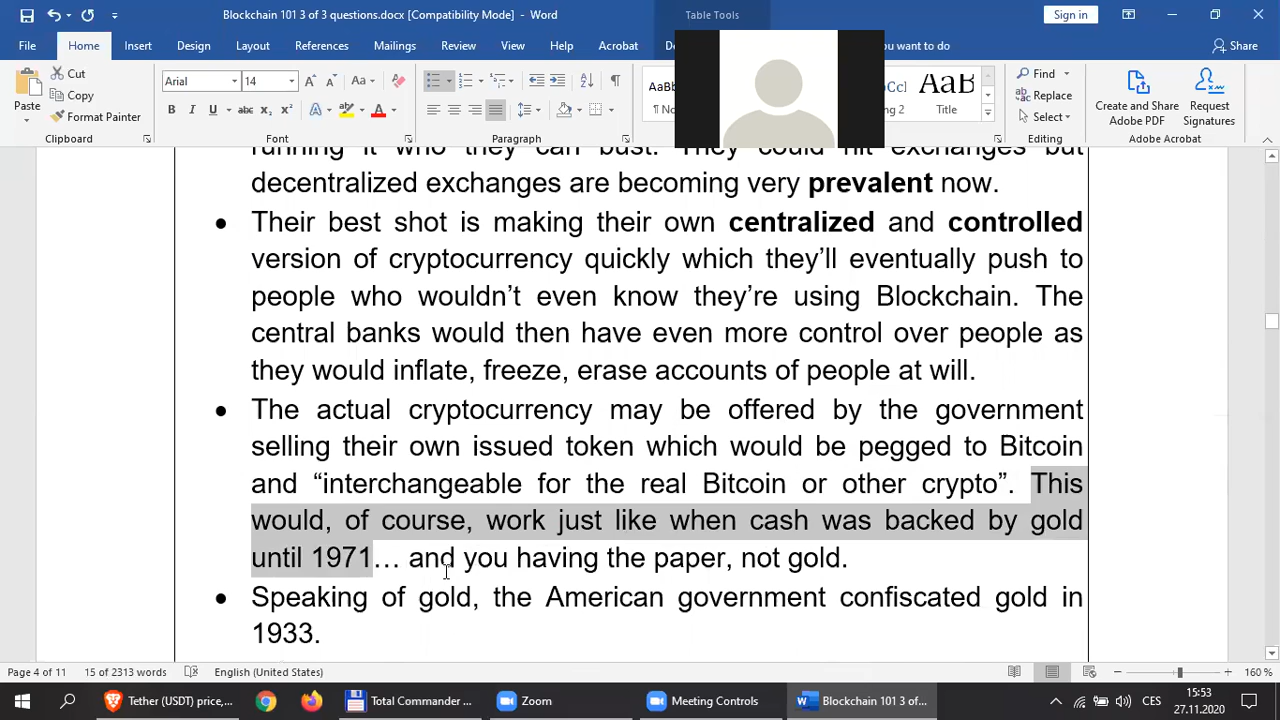 Blockchain 101 3 of 3 questions.docx [Compatibility Mode] - Word
Table Tools
Sign in
File Home Insert Design Layout References Mailings Review View Help Acrobat you want to do Share
Paste
Cut
Copy
Format Painter
Clipboard
Arial 14
Font
Paragraph
¶ No
2
Title
Find
Replace
Select
Editing
Create and Share
Adobe PDF
Request
Signatures
Adobe Acrobat
decentralized exchanges are becoming very prevalent now.
• Their best shot is making their own centralized and controlled
version of cryptocurrency quickly which they’ll eventually push to
people who wouldn’t even know they’re using Blockchain. The
central banks would then have even more control over people as
they would inflate, freeze, erase accounts of people at will.
• The actual cryptocurrency may be offered by the government
selling their own issued token which would be pegged to Bitcoin
and “interchangeable for the real Bitcoin or other crypto”. This
would, of course, work just like when cash was backed by gold
until 1971… and you having the paper, not gold.
• Speaking of gold, the American government confiscated gold in
1933.
Page 4 of 11 15 of 2313 words English (United States) 160 %
Tether (USDT) price,... Total Commander ... Zoom Meeting Controls Blockchain 101 3 of... CES 15:53
27.11.2020